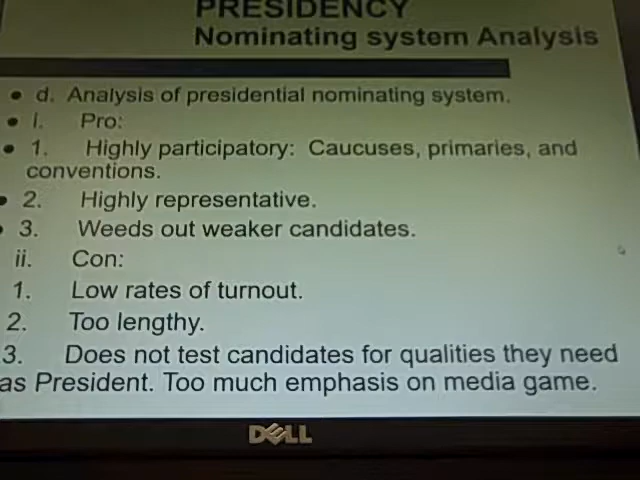 PRESIDENCY
Nominating system Analysis
• d. Analysis of presidential nominating system.
• i. Pro:
• 1. Highly participatory: Caucuses, primaries, and
conventions.
• 2. Highly representative.
• 3. Weeds out weaker candidates.
ii. Con:
1. Low rates of turnout.
2. Too lengthy.
3. Does not test candidates for qualities they need
as President. Too much emphasis on media game.
DELL